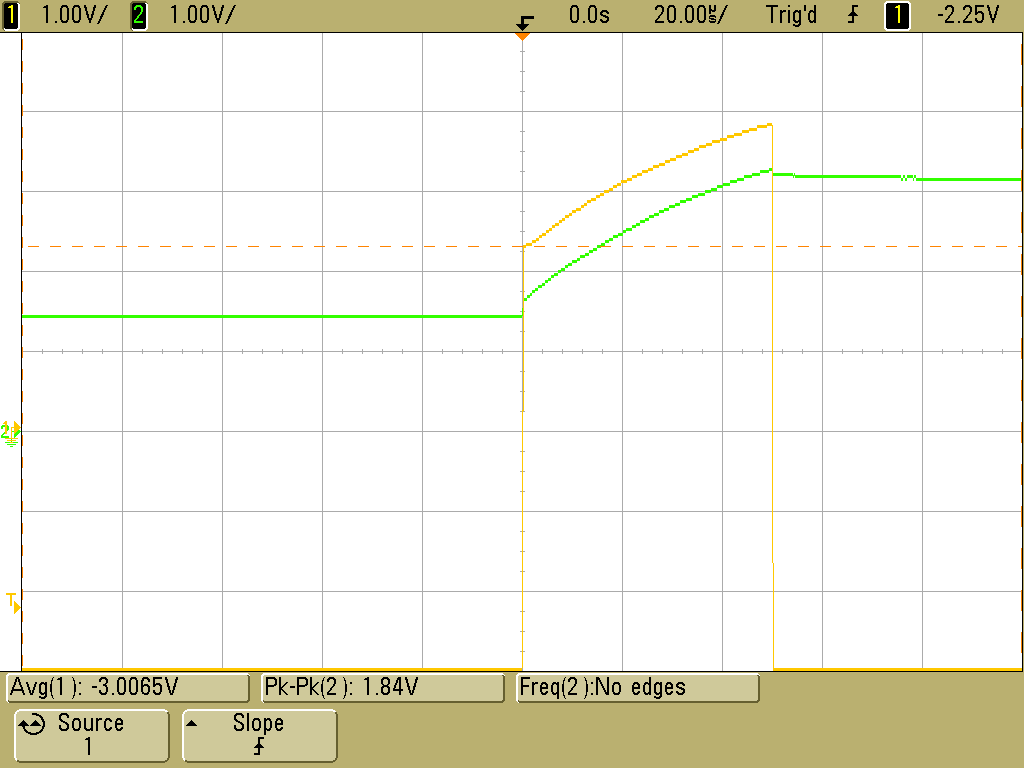 1 1.00V/ 2 1.00V/ 0.0s 20.00㎲/ Trig'd 1 -2.25V
2
T
Avg(1): -3.0065V Pk-Pk(2): 1.84V Freq(2):No edges
Source Slope
1